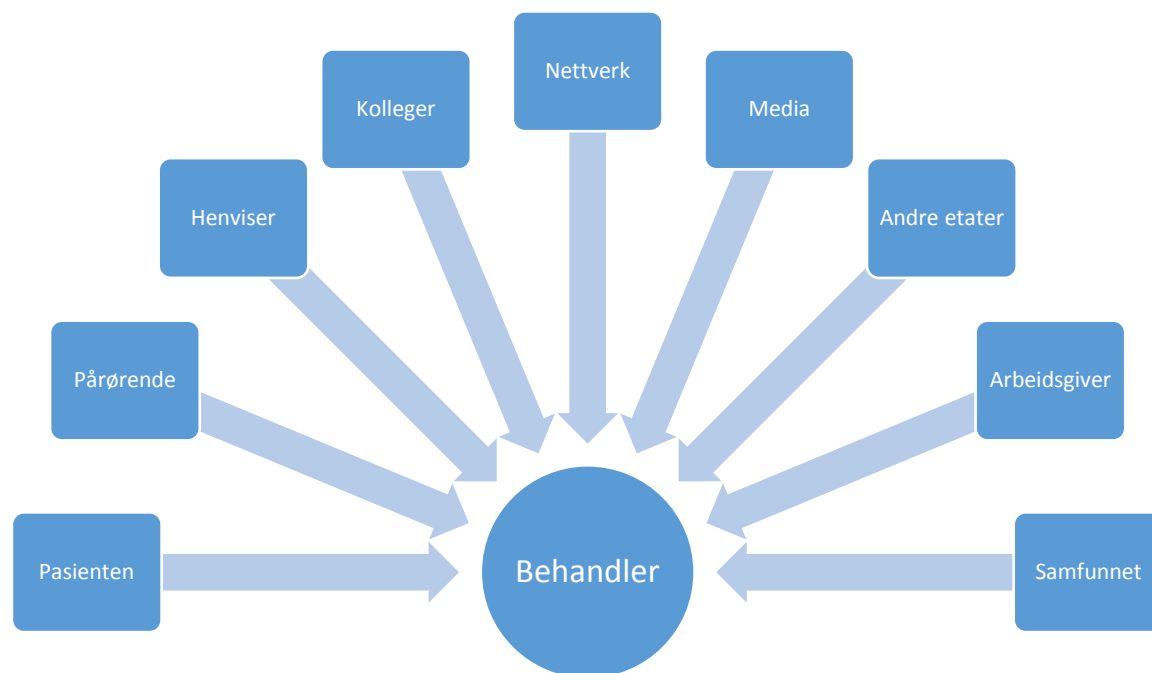 Nettverk
Kolleger
Media
Henviser
Andre etater
Pårørende
Arbeidsgiver
Pasienten
Behandler
Samfunnet